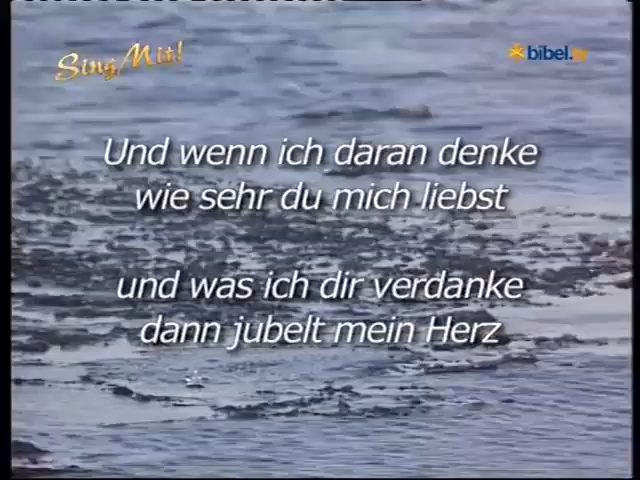 Sing Mit!
bibel.tv
Und wenn ich daran denke
wie sehr du mich liebst
und was ich dir verdanke
dann jubelt mein Herz